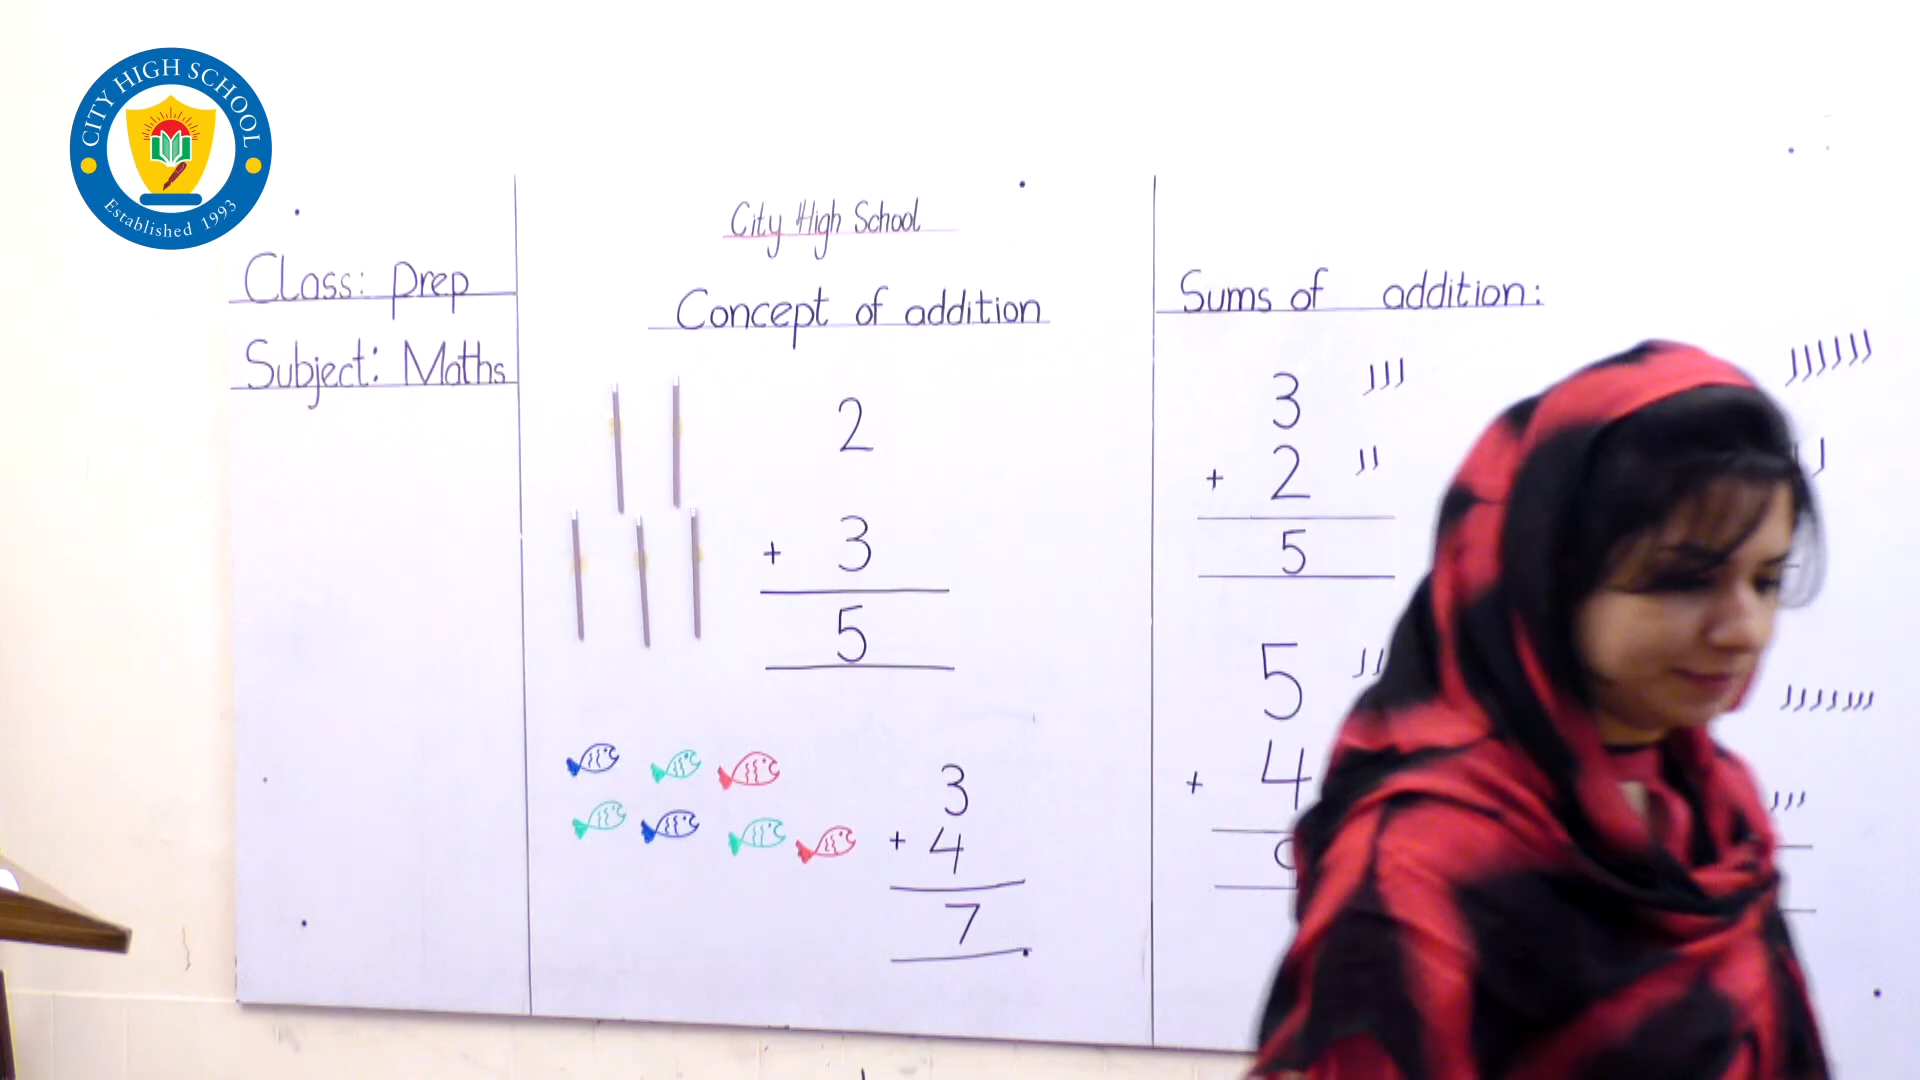 CITY HIGH SCHOOL
Established 1993
City High School
Class: Prep
Subject: Maths
Concept of addition
2
+ 3
5
3
+ 4
7
Sums of addition:
3
+ 2
5
5
+ 4